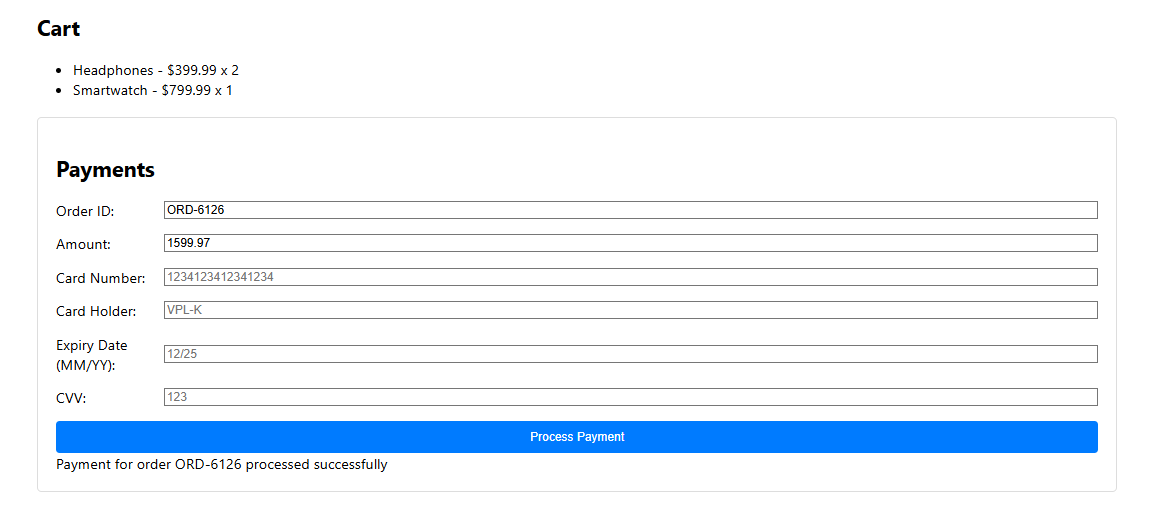 Cart
Headphones - $399.99 x 2
Smartwatch - $799.99 x 1
Payments
Order ID: ORD-6126
Amount: 1599.97
Card Number: 1234123412341234
Card Holder: VPL-K
Expiry Date
(MM/YY): 12/25
CVV: 123
Process Payment
Payment for order ORD-6126 processed successfully